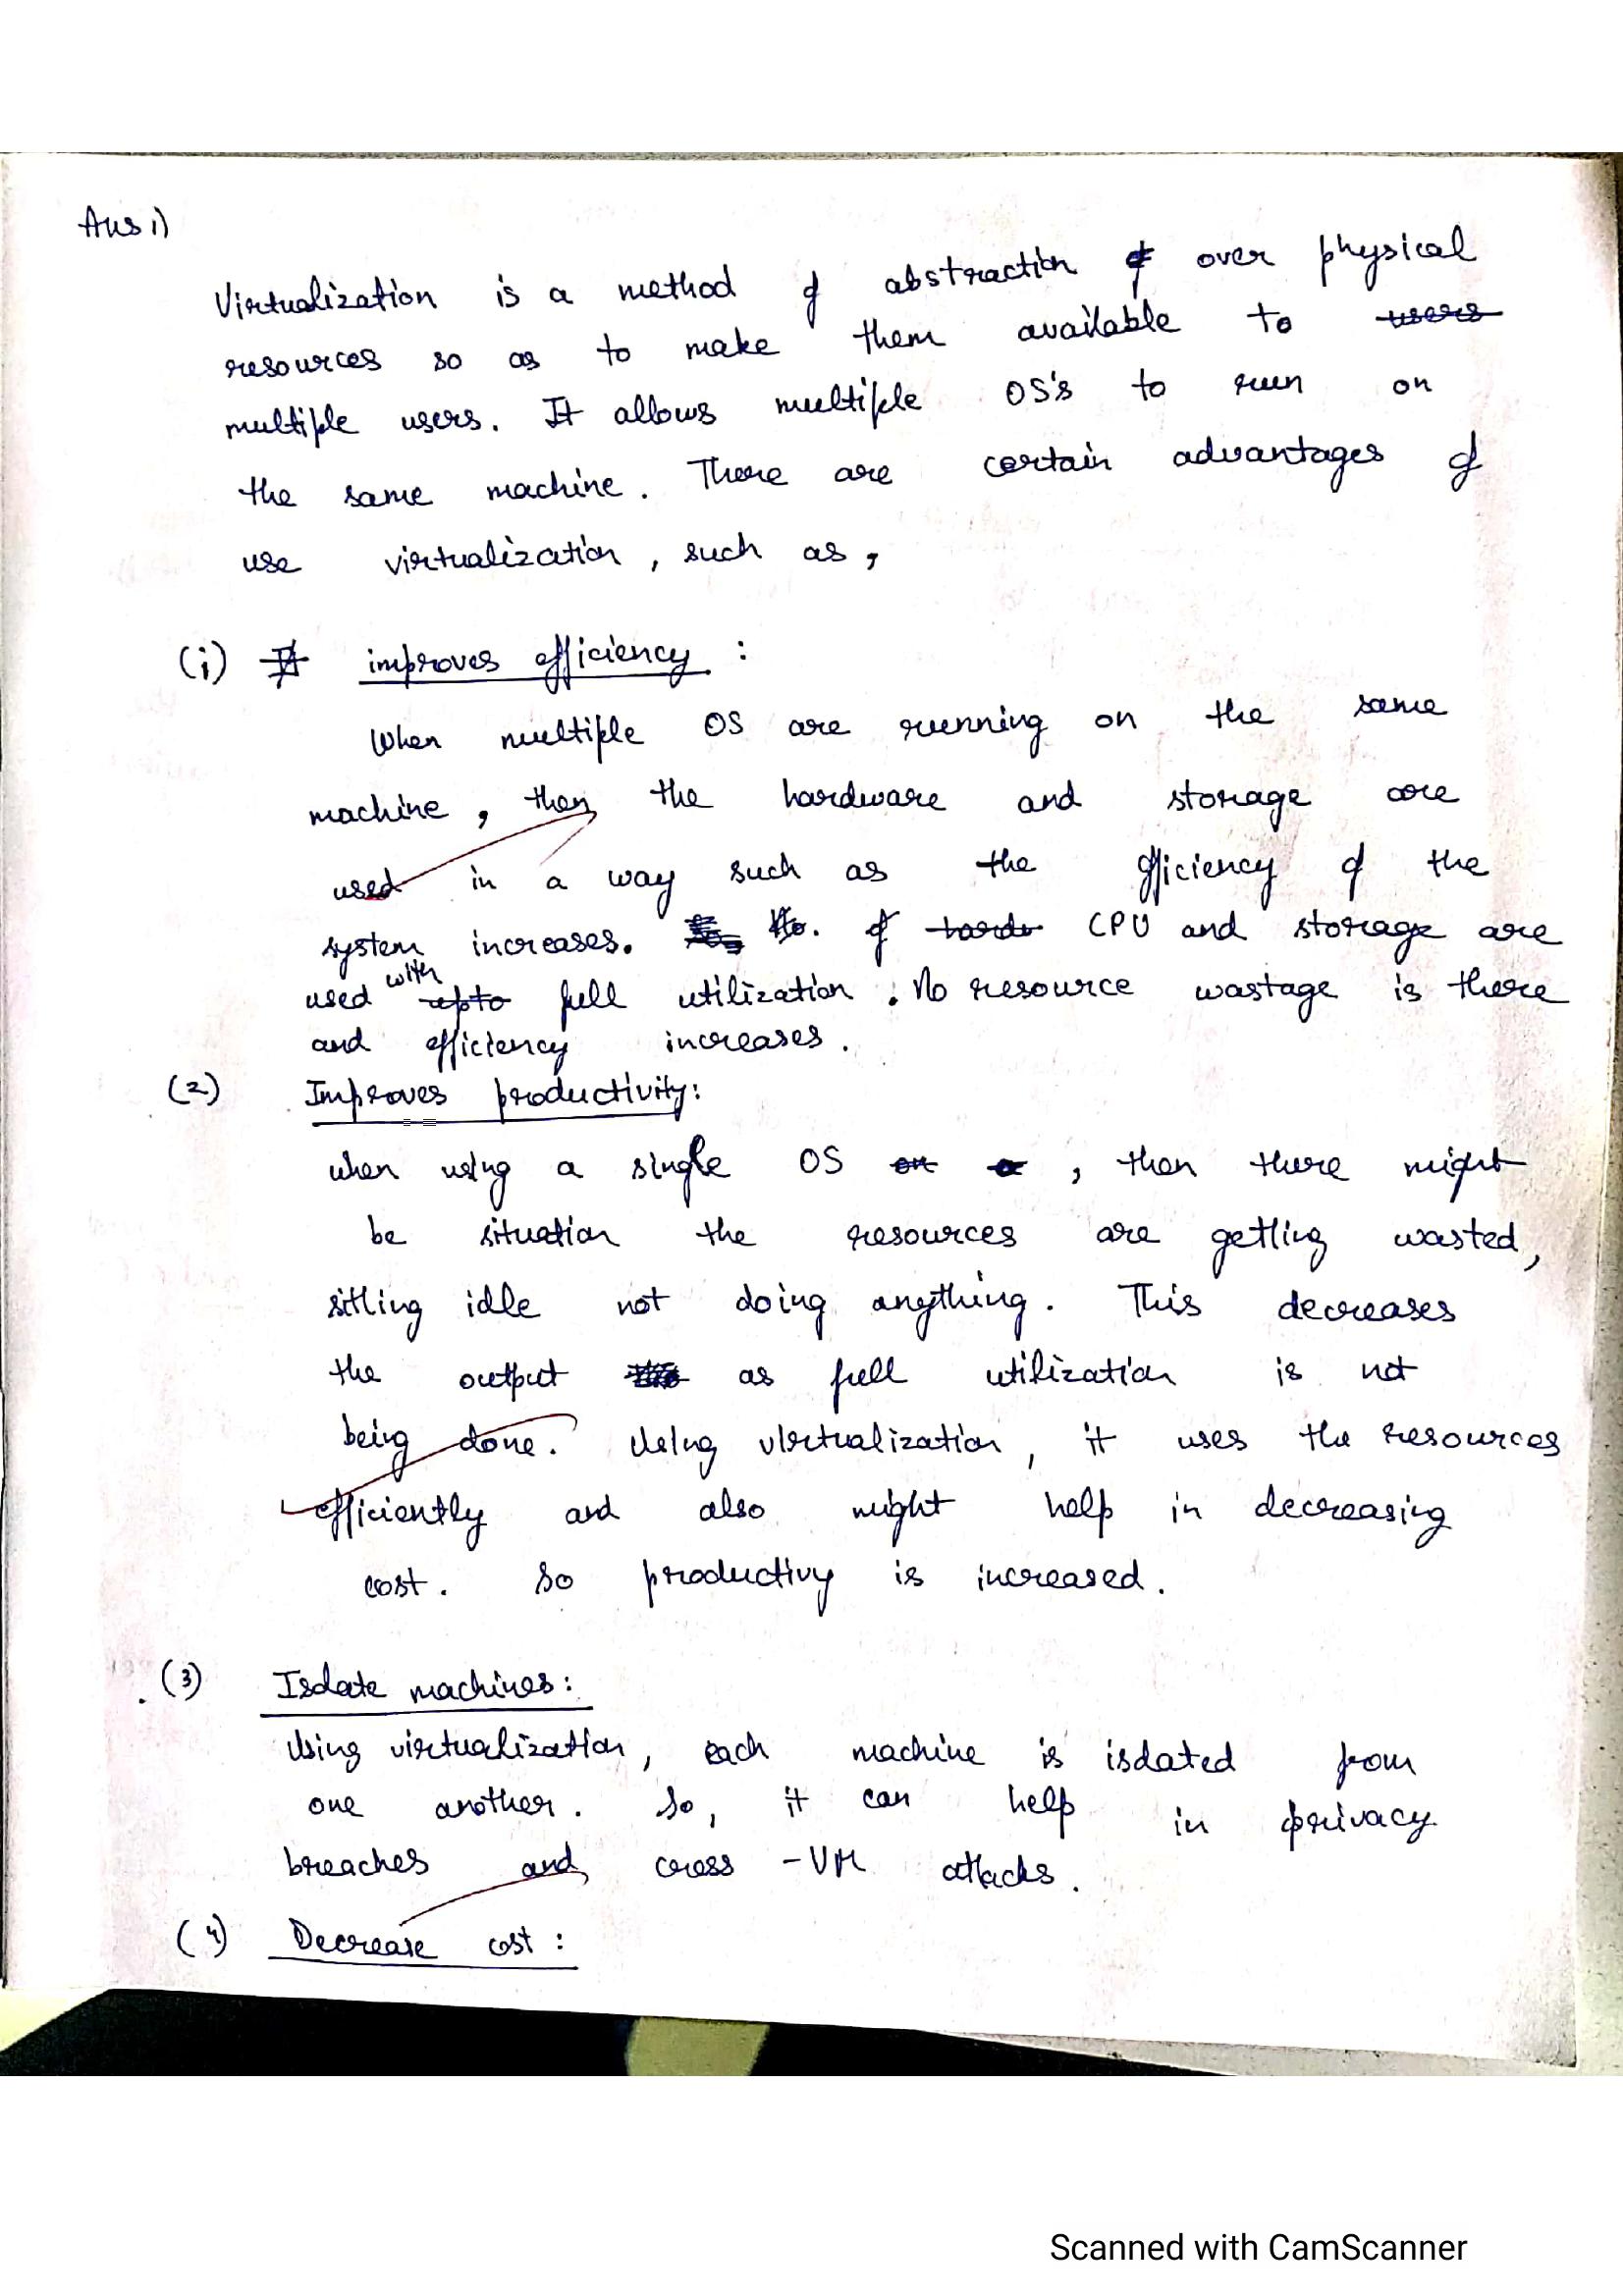 Ans 1)
Virtualization is a method of abstraction over physical
resources so as to make them available to users
multiple users. It allows multiple OS's to run on
the same machine. There are certain advantages of
use virtualization, such as,
(i) improves efficiency :
When multiple OS are running on the same
machine, then the hardware and storage are
used in a way such as the efficiency of the
system increases. of CPU and storage are
used with upto full utilization. No resource wastage is there
and efficiency increases.
(2) Improves productivity:
when using a single OS on a, then there might
be situation the resources are getting wasted,
sitting idle not doing anything. This decreases
the output as full utilization is not
being done. Using virtualization, it uses the resources
efficiently and also might help in decreasing
cost. So productivy is increased.
(3) Isolate machines:
Using virtualization, each machine is isolated from
one another. So, it can help in privacy
breaches and cross-VM attacks.
(4) Decrease cost:
Scanned with CamScanner